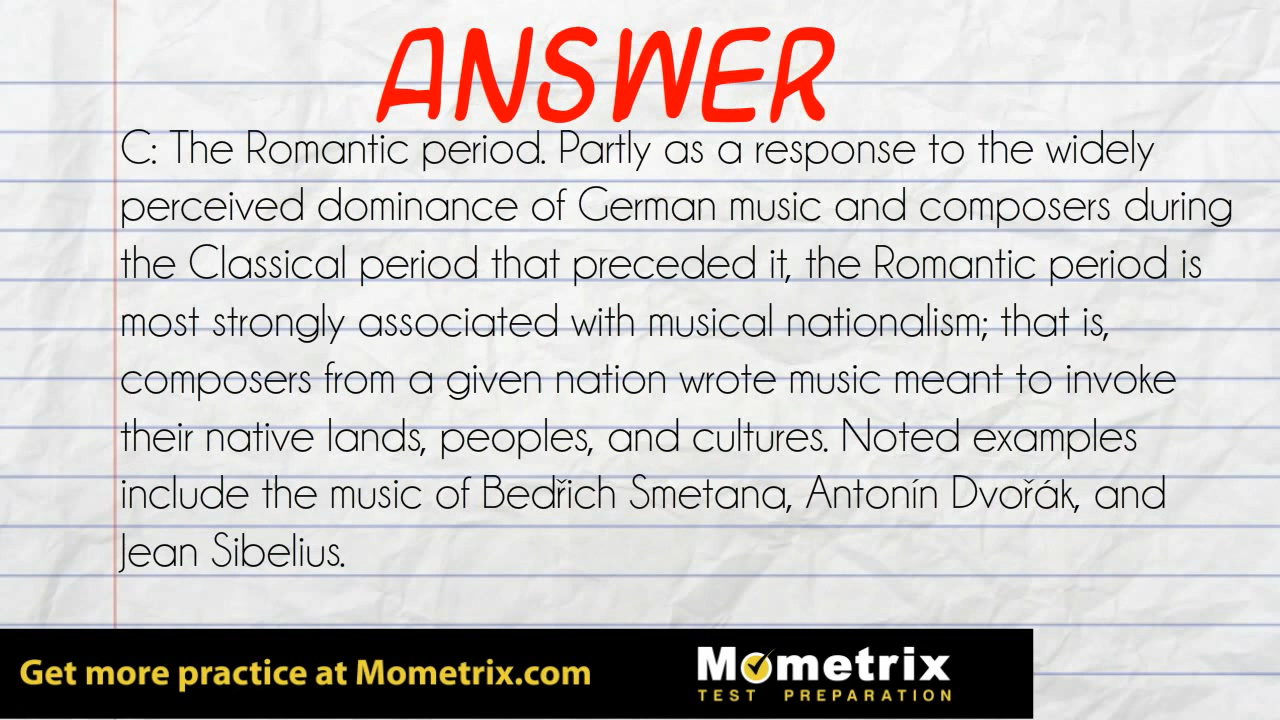 ANSWER
C: The Romantic period. Partly as a response to the widely
perceived dominance of German music and composers during
the Classical period that preceded it, the Romantic period is
most strongly associated with musical nationalism; that is,
composers from a given nation wrote music meant to invoke
their native lands, peoples, and cultures. Noted examples
include the music of Bedřich Smetana, Antonín Dvořák, and
Jean Sibelius.
Get more practice at Mometrix.com
Mometrix
TEST PREPARATION